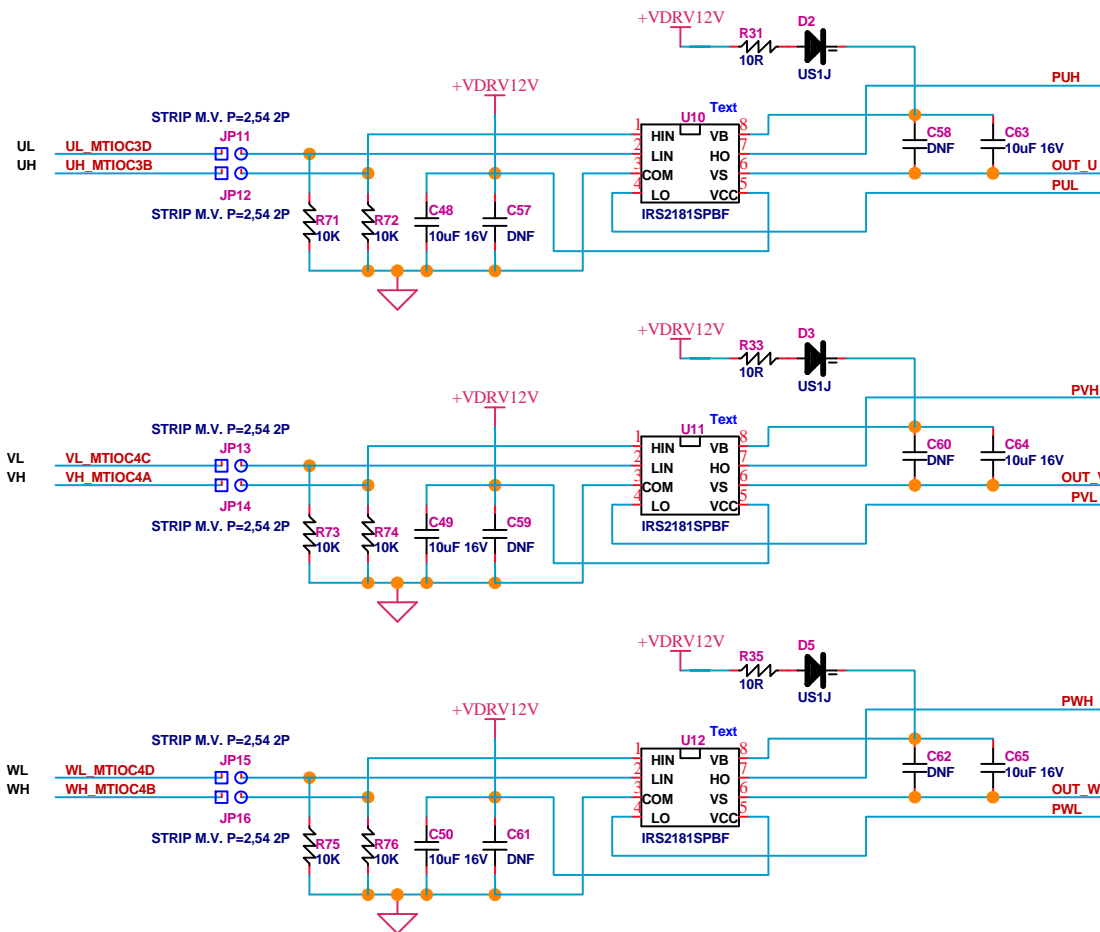 +VDRV12V
R31
10R
D2
US1J
PUH
+VDRV12V
STRIP M.V. P=2,54 2P
JP11
UL UL_MTIOC3D
UH UH_MTIOC3B
JP12
STRIP M.V. P=2,54 2P
R71
10K
R72
10K
C48
10uF 16V
C57
DNF
Text
U10
1 HIN VB 8
2 LIN HO 7
3 COM VS 6
4 LO VCC 5
IRS2181SPBF
C58
DNF
C63
10uF 16V
OUT_U
PUL
+VDRV12V
R33
10R
D3
US1J
PVH
+VDRV12V
STRIP M.V. P=2,54 2P
JP13
VL VL_MTIOC4C
VH VH_MTIOC4A
JP14
STRIP M.V. P=2,54 2P
R73
10K
R74
10K
C49
10uF 16V
C59
DNF
Text
U11
1 HIN VB 8
2 LIN HO 7
3 COM VS 6
4 LO VCC 5
IRS2181SPBF
C60
DNF
C64
10uF 16V
OUT_V
PVL
+VDRV12V
R35
10R
D5
US1J
PWH
+VDRV12V
STRIP M.V. P=2,54 2P
JP15
WL WL_MTIOC4D
WH WH_MTIOC4B
JP16
STRIP M.V. P=2,54 2P
R75
10K
R76
10K
C50
10uF 16V
C61
DNF
Text
U12
1 HIN VB 8
2 LIN HO 7
3 COM VS 6
4 LO VCC 5
IRS2181SPBF
C62
DNF
C65
10uF 16V
OUT_W
PWL